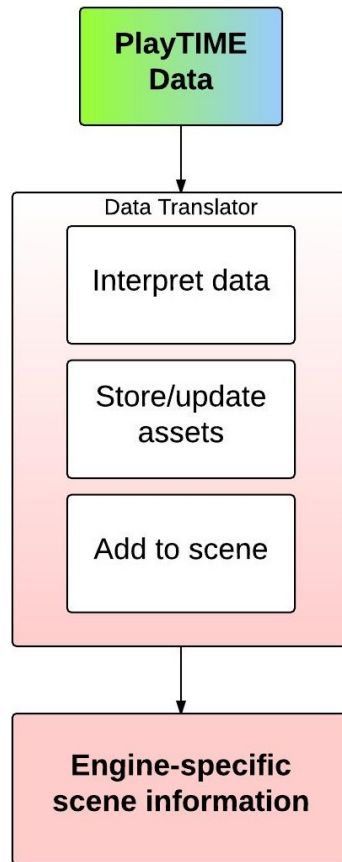 PlayTIME
Data
Data Translator
Interpret data
Store/update
assets
Add to scene
Engine-specific
scene information